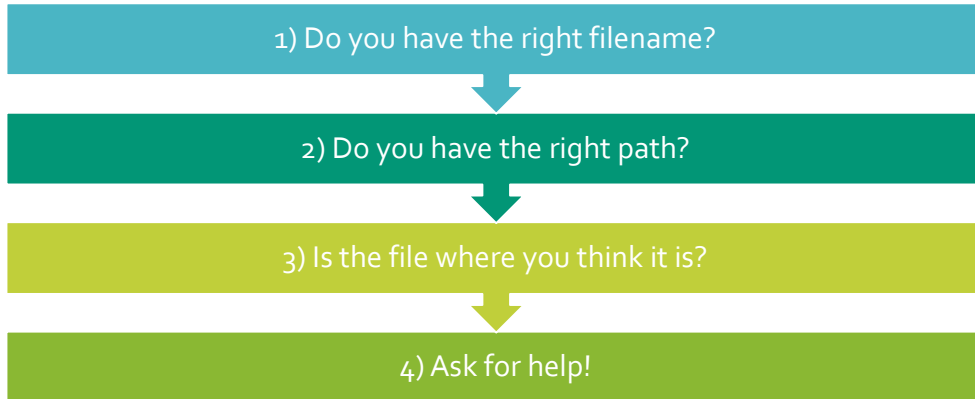 1) Do you have the right filename?
2) Do you have the right path?
3) Is the file where you think it is?
4) Ask for help!